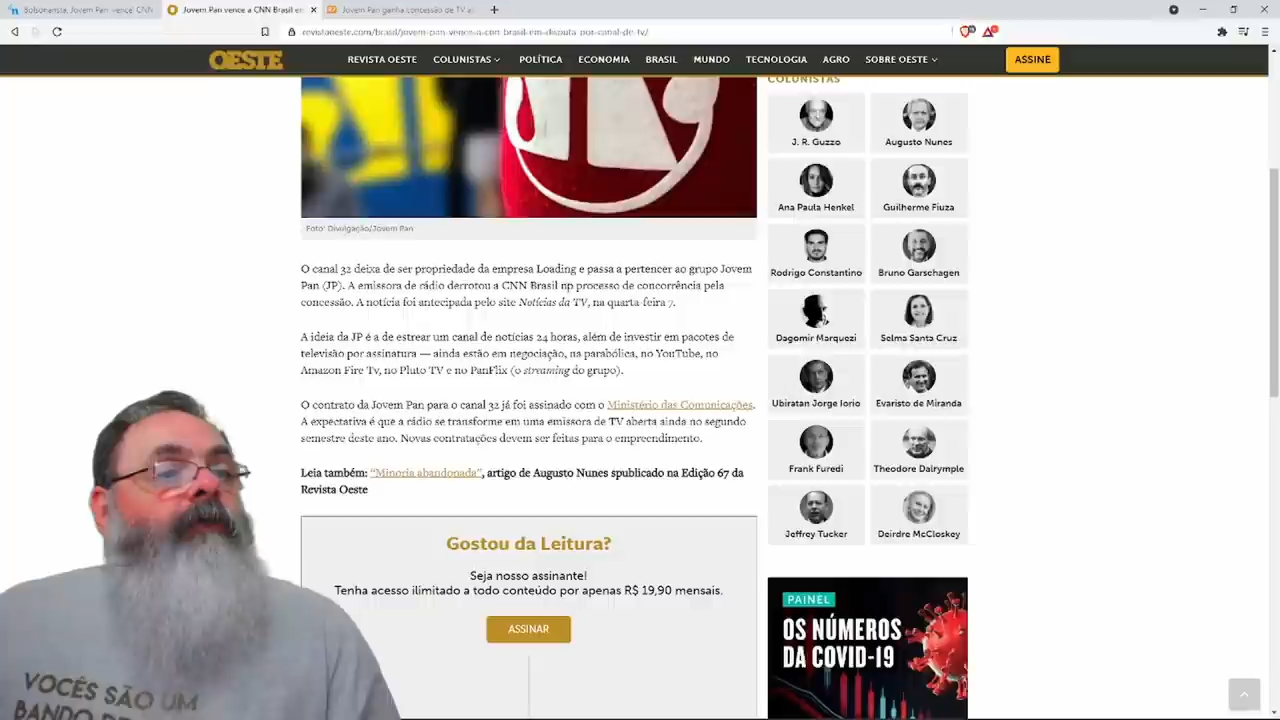 Bolsonarista, Jovem Pan 'vence' CNN
Jovem Pan vence a CNN Brasil em
Jovem Pan ganha concessão de TV a
revistaoeste.com/brasil/jovem-pan-vence-a-cnn-brasil-em-disputa-por-canal-de-tv/
OESTE
REVISTA OESTE COLUNISTAS POLÍTICA ECONOMIA BRASIL MUNDO TECNOLOGIA AGRO SOBRE OESTE
ASSINE
Foto: Divulgação/Jovem Pan
O canal 32 deixa de ser propriedade da empresa Loading e passa a pertencer ao grupo Jovem
Pan (JP). A emissora de rádio derrotou a CNN Brasil np processo de concorrência pela
concessão. A notícia foi antecipada pelo site Notícias da TV, na quarta-feira 7.
A ideia da JP é a de estrear um canal de notícias 24 horas, além de investir em pacotes de
televisão por assinatura — ainda estão em negociação, na parabólica, no YouTube, no
Amazon Fire Tv, no Pluto TV e no PanFlix (o streaming do grupo).
O contrato da Jovem Pan para o canal 32 já foi assinado com o Ministério das Comunicações.
A expectativa é que a rádio se transforme em uma emissora de TV aberta ainda no segundo
semestre deste ano. Novas contratações devem ser feitas para o empreendimento.
Leia também: “Minoria abandonada”, artigo de Augusto Nunes spublicado na Edição 67 da
Revista Oeste
Gostou da Leitura?
Seja nosso assinante!
Tenha acesso ilimitado a todo conteúdo por apenas R$ 19,90 mensais.
ASSINAR
COLUNISTAS
J. R. Guzzo
Augusto Nunes
Ana Paula Henkel
Guilherme Fiuza
Rodrigo Constantino
Bruno Garschagen
Dagomir Marquezi
Selma Santa Cruz
Ubiratan Jorge Iorio
Evaristo de Miranda
Frank Furedi
Theodore Dalrymple
Jeffrey Tucker
Deirdre McCloskey
PAINEL
OS NÚMEROS
DA COVID-19
VOCÊS SÃO UM
BANDO DE